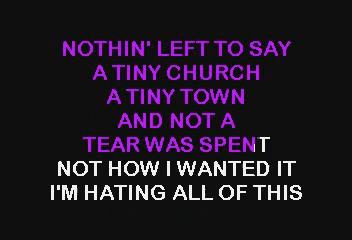 NOTHIN' LEFT TO SAY
A TINY CHURCH
A TINY TOWN
AND NOT A
TEAR WAS SPENT
NOT HOW I WANTED IT
I'M HATING ALL OF THIS